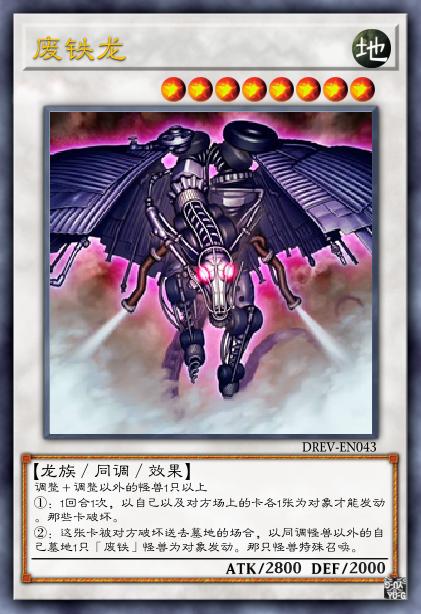 废铁龙
地
DREV-EN043
【龙族／同调／效果】
调整＋调整以外的怪兽1只以上
①：1回合1次，以自己以及对方场上的卡各1张为对象才能发动
。那些卡破坏。
②：这张卡被对方破坏送去墓地的场合，以同调怪兽以外的自
己墓地1只「废铁」怪兽为对象发动。那只怪兽特殊召唤。
ATK/2800 DEF/2000